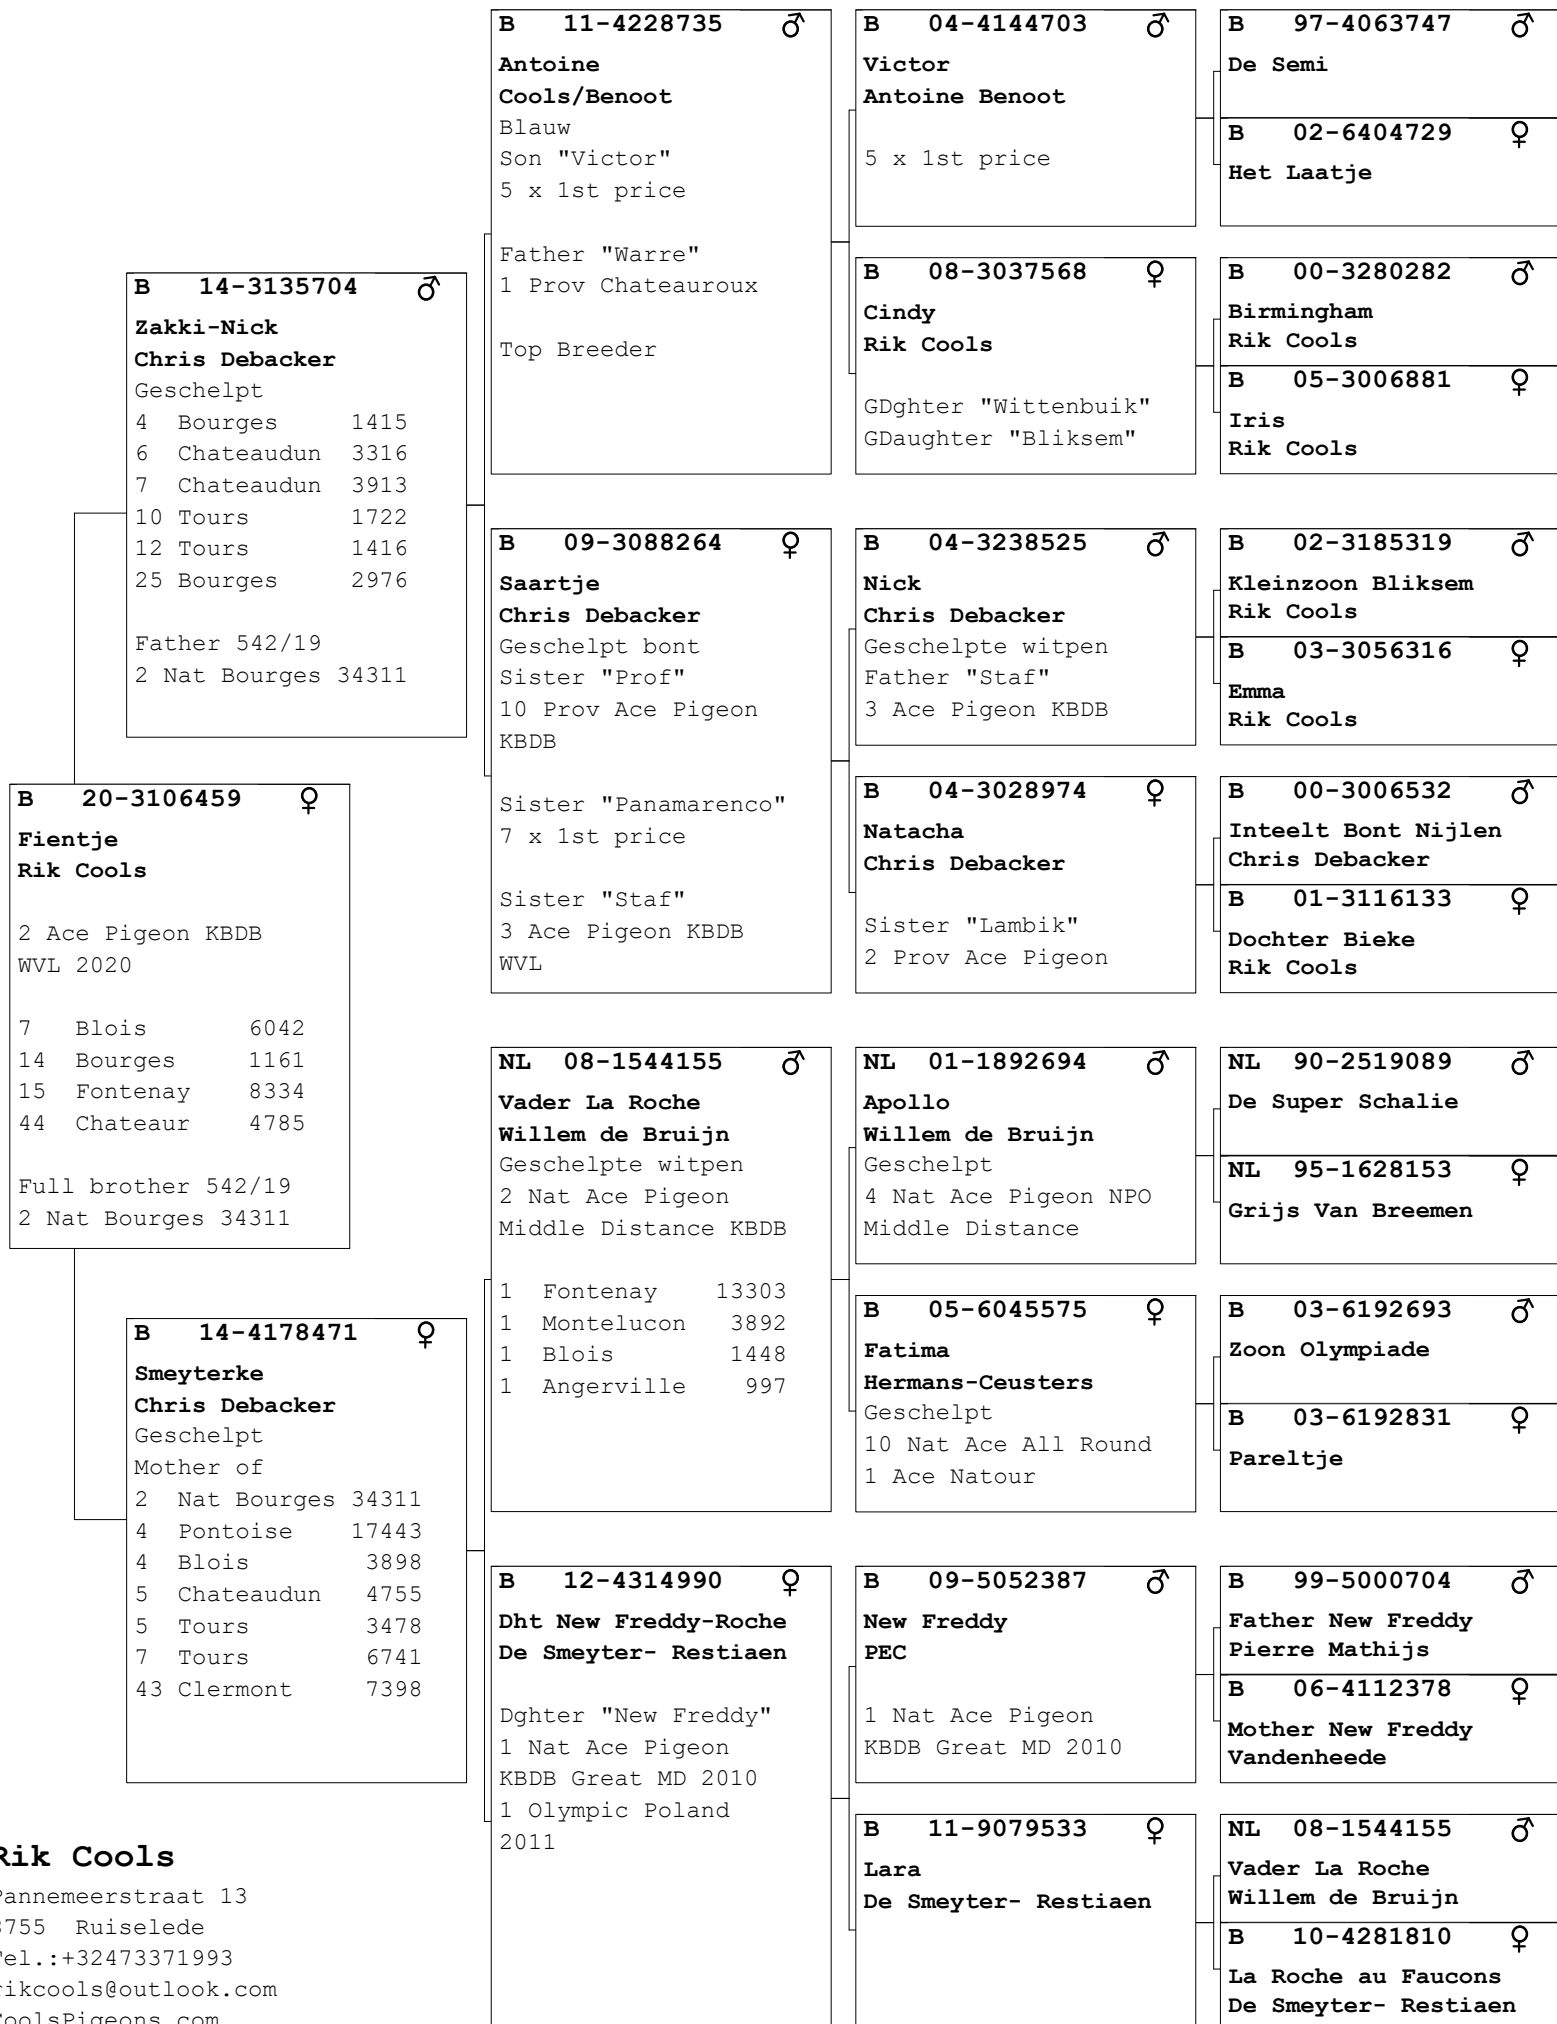 B 20-3106459 ♀
Fientje
Rik Cools
2 Ace Pigeon KBDB
WVL 2020
7 Blois 6042
14 Bourges 1161
15 Fontenay 8334
44 Chateaur 4785
Full brother 542/19
2 Nat Bourges 34311
B 14-3135704 ♂
Zakki-Nick
Chris Debacker
Geschelpt
4 Bourges 1415
6 Chateaudun 3316
7 Chateaudun 3913
10 Tours 1722
12 Tours 1416
25 Bourges 2976
Father 542/19
2 Nat Bourges 34311
B 14-4178471 ♀
Smeyterke
Chris Debacker
Geschelpt
Mother of
2 Nat Bourges 34311
4 Pontoise 17443
4 Blois 3898
5 Chateaudun 4755
5 Tours 3478
7 Tours 6741
43 Clermont 7398
B 11-4228735 ♂
Antoine
Cools/Benoot
Blauw
Son "Victor"
5 x 1st price
Father "Warre"
1 Prov Chateauroux
Top Breeder
B 09-3088264 ♀
Saartje
Chris Debacker
Geschelpt bont
Sister "Prof"
10 Prov Ace Pigeon
KBDB
Sister "Panamarenco"
7 x 1st price
Sister "Staf"
3 Ace Pigeon KBDB
WVL
NL 08-1544155 ♂
Vader La Roche
Willem de Bruijn
Geschelpte witpen
2 Nat Ace Pigeon
Middle Distance KBDB
1 Fontenay 13303
1 Montelucon 3892
1 Blois 1448
1 Angerville 997
B 12-4314990 ♀
Dht New Freddy-Roche
De Smeyter- Restiaen
Dghter "New Freddy"
1 Nat Ace Pigeon
KBDB Great MD 2010
1 Olympic Poland
2011
B 04-4144703 ♂
Victor
Antoine Benoot
5 x 1st price
B 08-3037568 ♀
Cindy
Rik Cools
GDghter "Wittenbuik"
GDaughter "Bliksem"
B 04-3238525 ♂
Nick
Chris Debacker
Geschelpte witpen
Father "Staf"
3 Ace Pigeon KBDB
B 04-3028974 ♀
Natacha
Chris Debacker
Sister "Lambik"
2 Prov Ace Pigeon
NL 01-1892694 ♂
Apollo
Willem de Bruijn
Geschelpt
4 Nat Ace Pigeon NPO
Middle Distance
B 05-6045575 ♀
Fatima
Hermans-Ceusters
Geschelpt
10 Nat Ace All Round
1 Ace Natour
B 09-5052387 ♂
New Freddy
PEC
1 Nat Ace Pigeon
KBDB Great MD 2010
B 11-9079533 ♀
Lara
De Smeyter- Restiaen
B 97-4063747 ♂
De Semi
B 02-6404729 ♀
Het Laatje
B 00-3280282 ♂
Birmingham
Rik Cools
B 05-3006881 ♀
Iris
Rik Cools
B 02-3185319 ♂
Kleinzoon Bliksem
Rik Cools
B 03-3056316 ♀
Emma
Rik Cools
B 00-3006532 ♂
Inteelt Bont Nijlen
Chris Debacker
B 01-3116133 ♀
Dochter Bieke
Rik Cools
NL 90-2519089 ♂
De Super Schalie
NL 95-1628153 ♀
Grijs Van Breemen
B 03-6192693 ♂
Zoon Olympiade
B 03-6192831 ♀
Pareltje
B 99-5000704 ♂
Father New Freddy
Pierre Mathijs
B 06-4112378 ♀
Mother New Freddy
Vandenheede
NL 08-1544155 ♂
Vader La Roche
Willem de Bruijn
B 10-4281810 ♀
La Roche au Faucons
De Smeyter- Restiaen
Rik Cools
Pannemeerstraat 13
8755 Ruiselede
Tel.:+32473371993
rikcools@outlook.com
CoolsPigeons.com